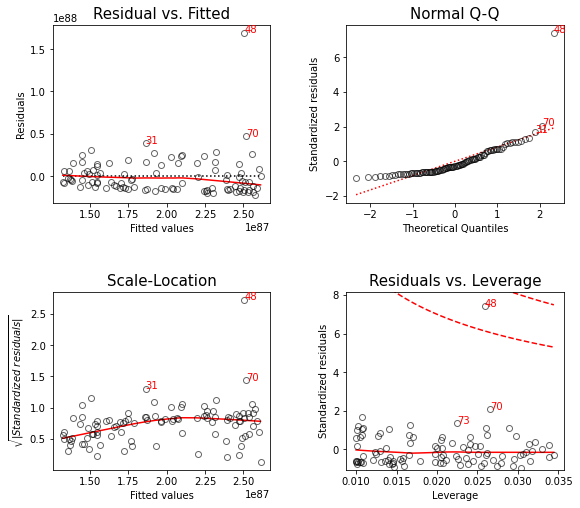 Residual vs. Fitted
1e88
Residuals
1.5
1.0
0.5
0.0
48
31
70
1.50 1.75 2.00 2.25 2.50
Fitted values
1e87
Normal Q-Q
Standardized residuals
6
4
2
0
−2
48
70
31
−2 −1 0 1 2
Theoretical Quantiles
Scale-Location
√|Standardized residuals|
2.5
2.0
1.5
1.0
0.5
48
70
31
1.50 1.75 2.00 2.25 2.50
Fitted values
1e87
Residuals vs. Leverage
Standardized residuals
8
6
4
2
0
48
70
73
0.010 0.015 0.020 0.025 0.030 0.035
Leverage